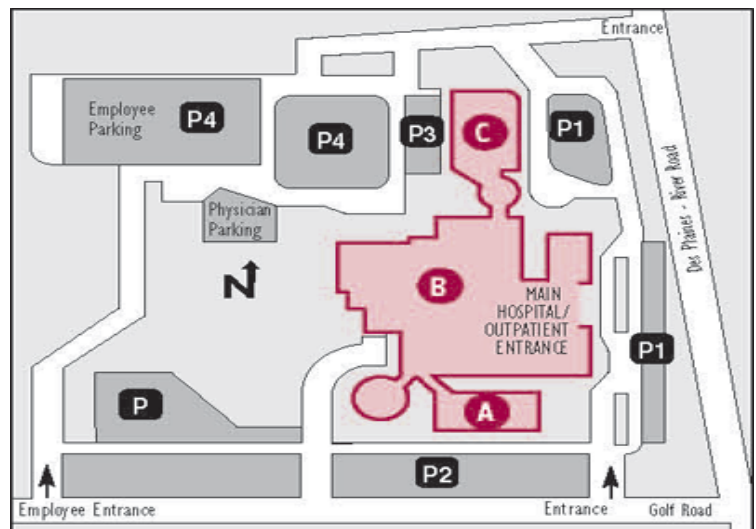 Entrance
Employee
Parking
P4
P4
P3
C
P1
Physician
Parking
Des Plaines - River Road
N
B
MAIN
HOSPITAL/
OUTPATIENT
ENTRANCE
P1
P
A
P2
Employee Entrance
Entrance
Golf Road